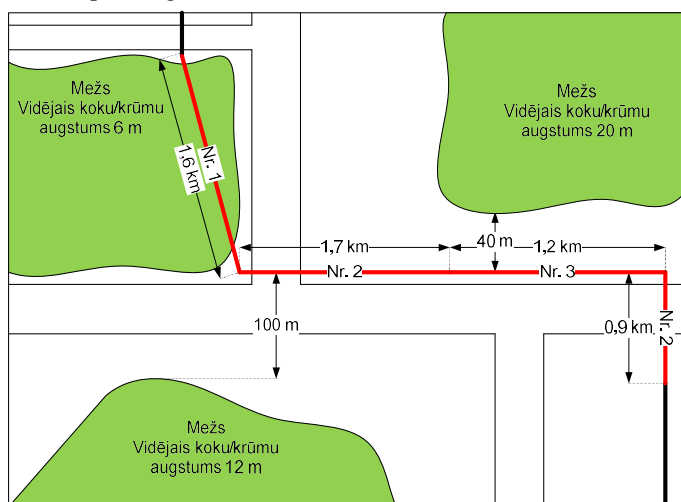 Mežs
Vidējais koku/krūmu
augstums 6 m
Mežs
Vidējais koku/krūmu
augstums 20 m
Nr. 1
1,6 km
1,7 km
40 m
1,2 km
Nr. 2
Nr. 3
100 m
0,9 km
Nr. 2
Mežs
Vidējais koku/krūmu
augstums 12 m